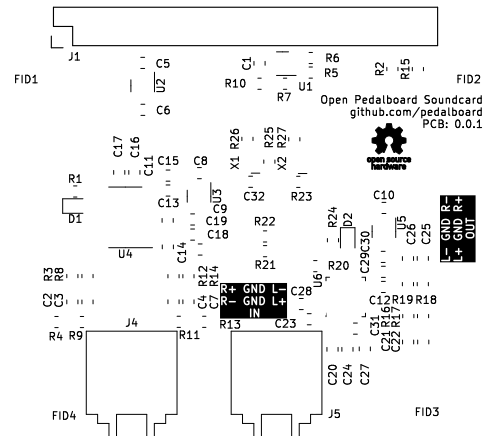 J1
C5
C1
R6
R5
R2
R15
FID1
U2
R10
R7
U1
FID2
C6
Open Pedalboard Soundcard
github.com/pedalboard
PCB: 0.0.1
C17
C16
C11
C15
C8
R26
X1
R25
R27
X2
open source
hardware
R1
D1
C13
U3
C9
C32
R23
C10
C19
C18
R22
R24
D2
C30
U5
C26
C25
L- GND R-
L+ GND R+
OUT
U4
C14
R21
U6
R20
C29
R3
R8
R12
R14
R+ GND L-
R- GND L+
IN
C28
C12
R19
R18
C2
C3
C4
C7
R4
R9
J4
R11
R13
C23
C31
R16
R17
C21
C22
C20
C24
C27
FID4
J5
FID3